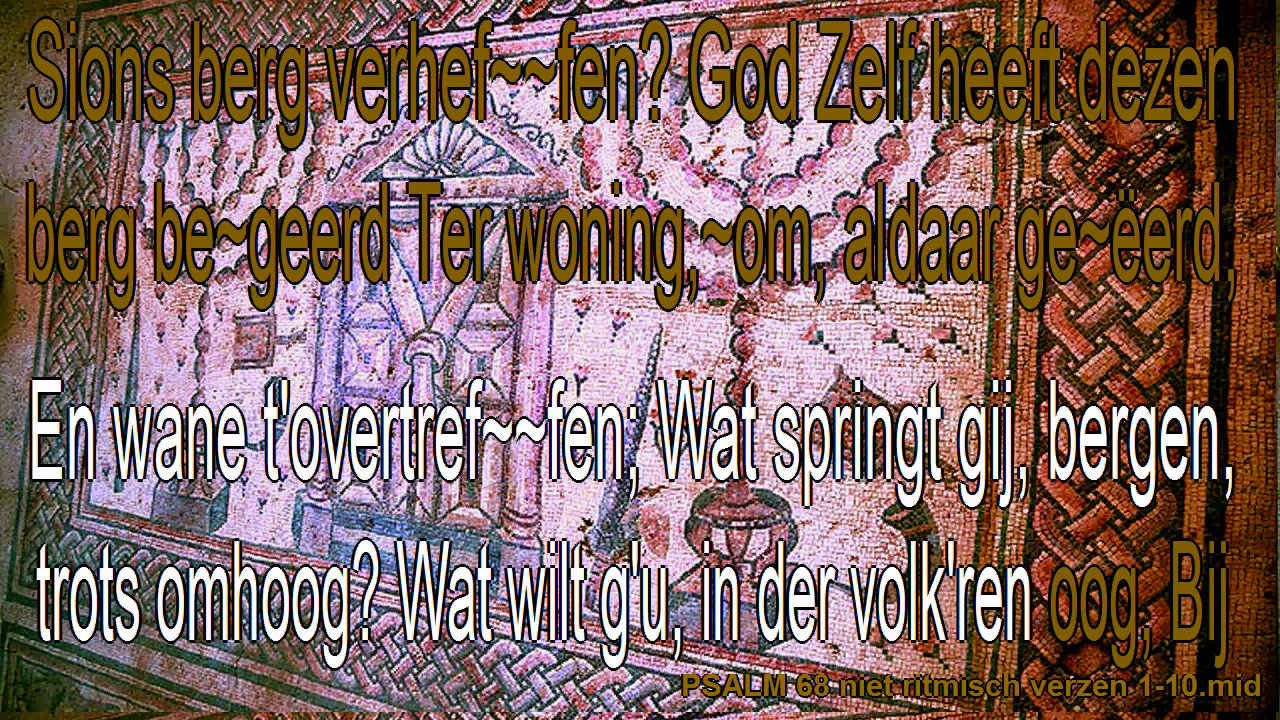 Sions berg verhef~~fen? God Zelf heeft dezen
berg be~geerd Ter woning,~om, aldaar ge~ëerd,
En wane t'overtref~~fen; Wat springt gij, bergen,
trots omhoog? Wat wilt g'u, in der volk'ren oog, Bij
PSALM 68 niet ritmisch verzen 1-10.mid